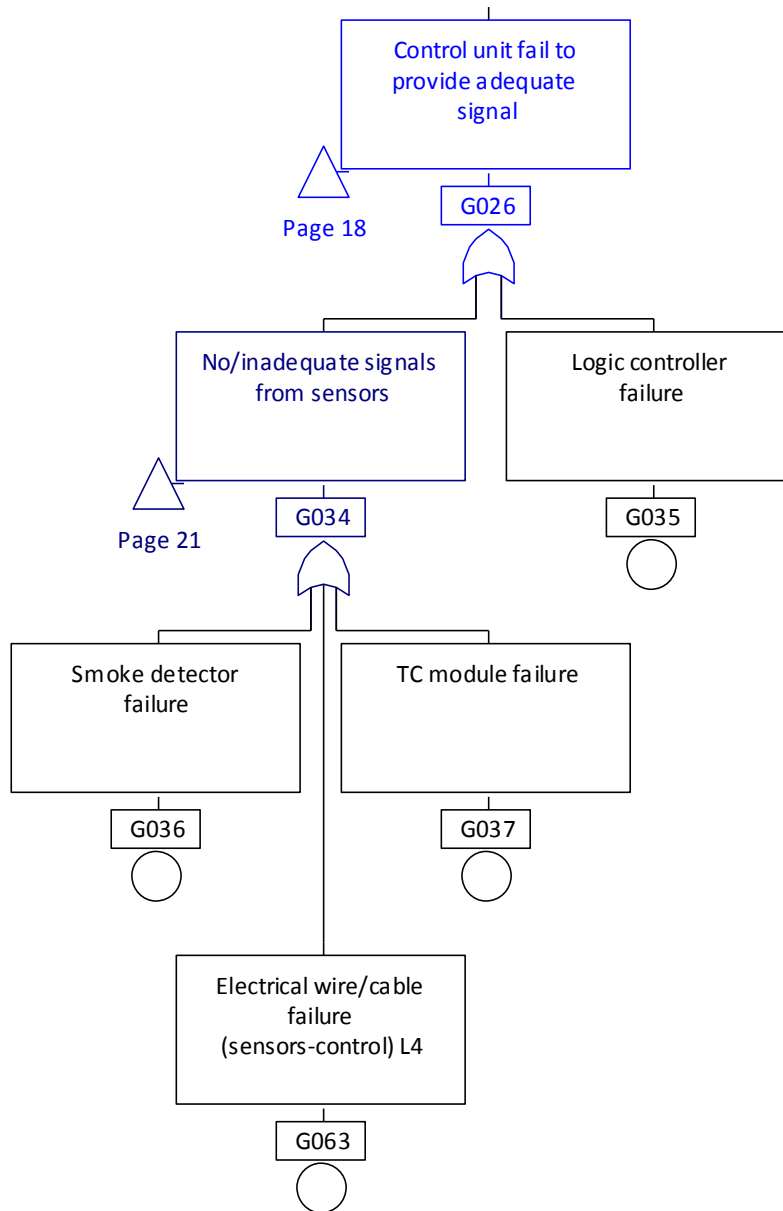 Control unit fail to
provide adequate
signal
Page 18
G026
No/inadequate signals
from sensors
Logic controller
failure
Page 21
G034
G035
Smoke detector
failure
TC module failure
G036
G037
Electrical wire/cable
failure
(sensors-control) L4
G063